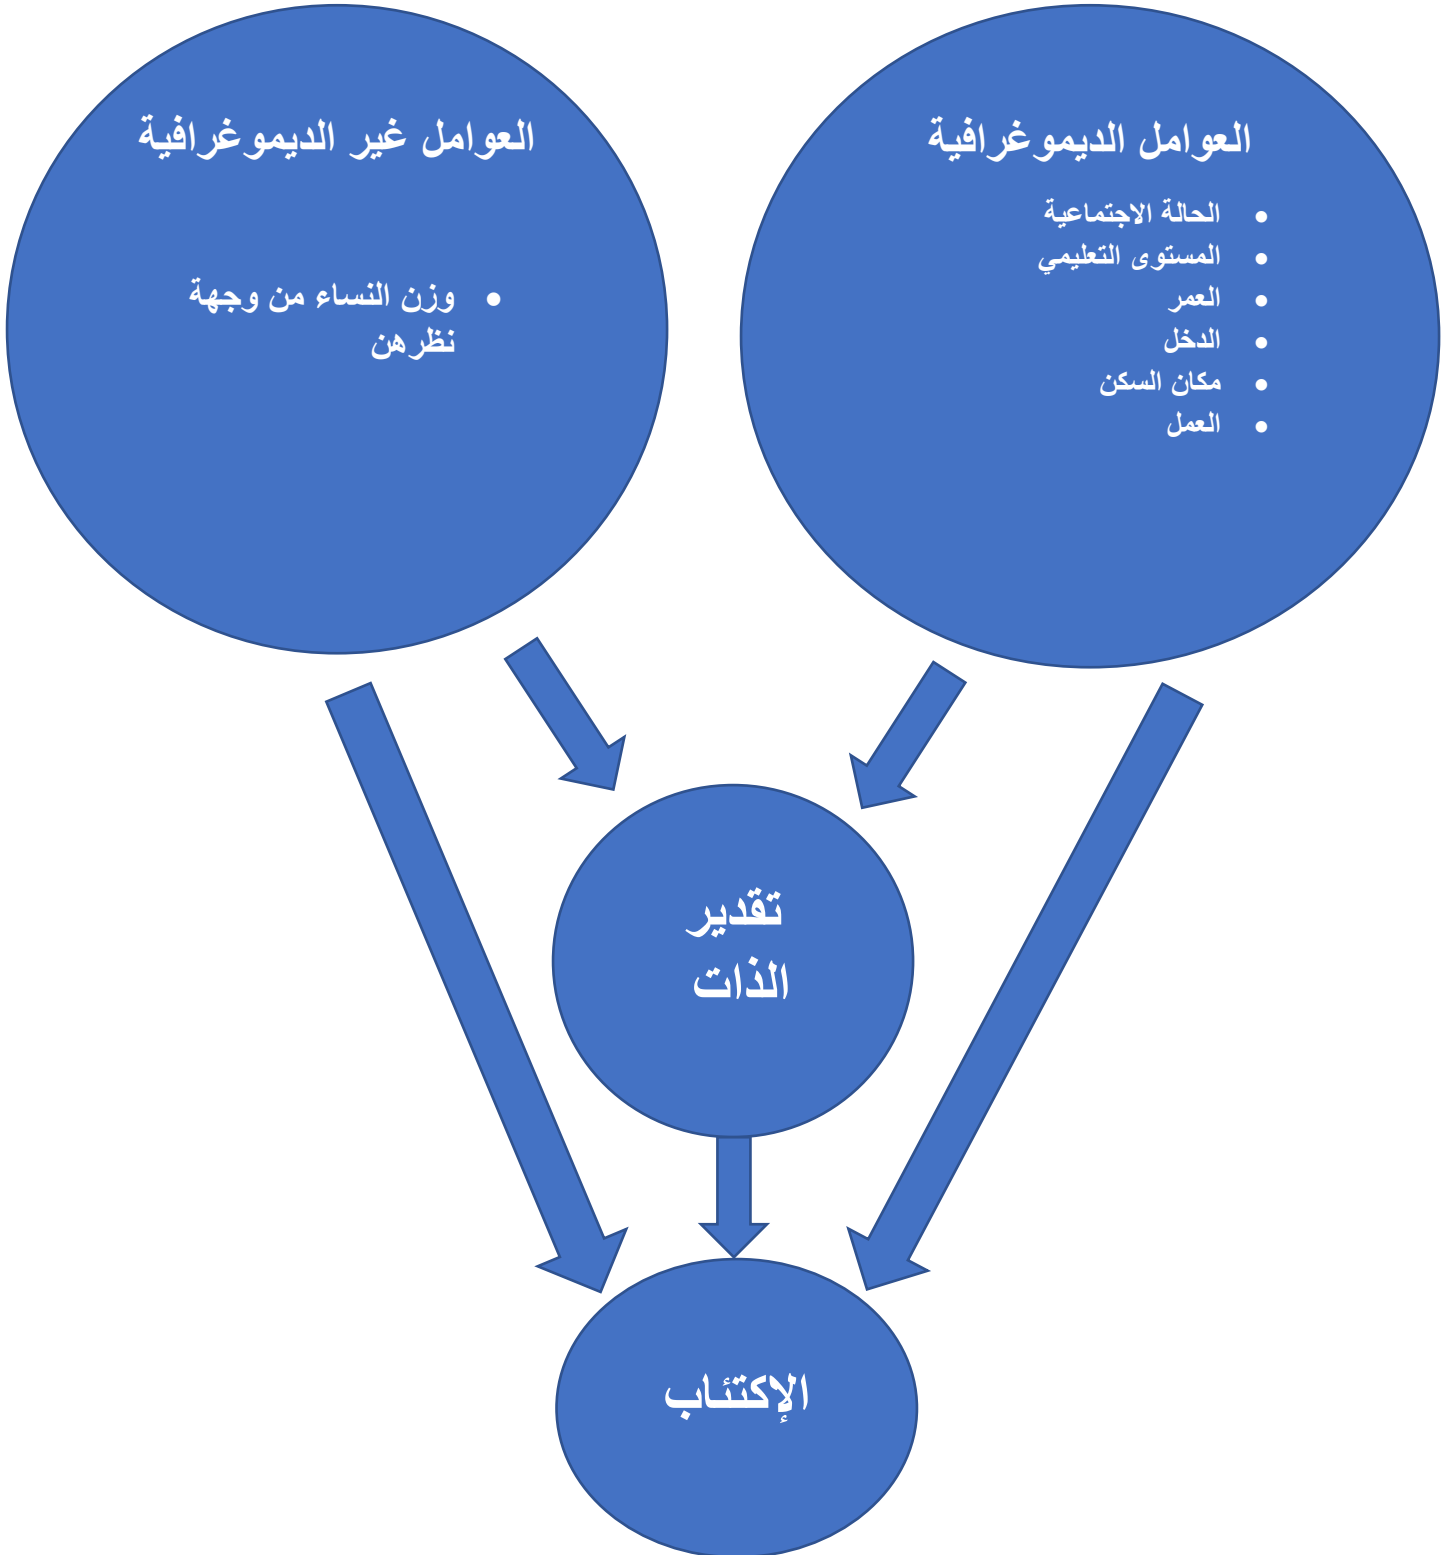 العوامل الديموغرافية
• الحالة الاجتماعية
• المستوى التعليمي
• العمر
• الدخل
• مكان السكن
• العمل
العوامل غير الديموغرافية
• وزن النساء من وجهة
نظرهن
تقدير
الذات
الإكتئاب